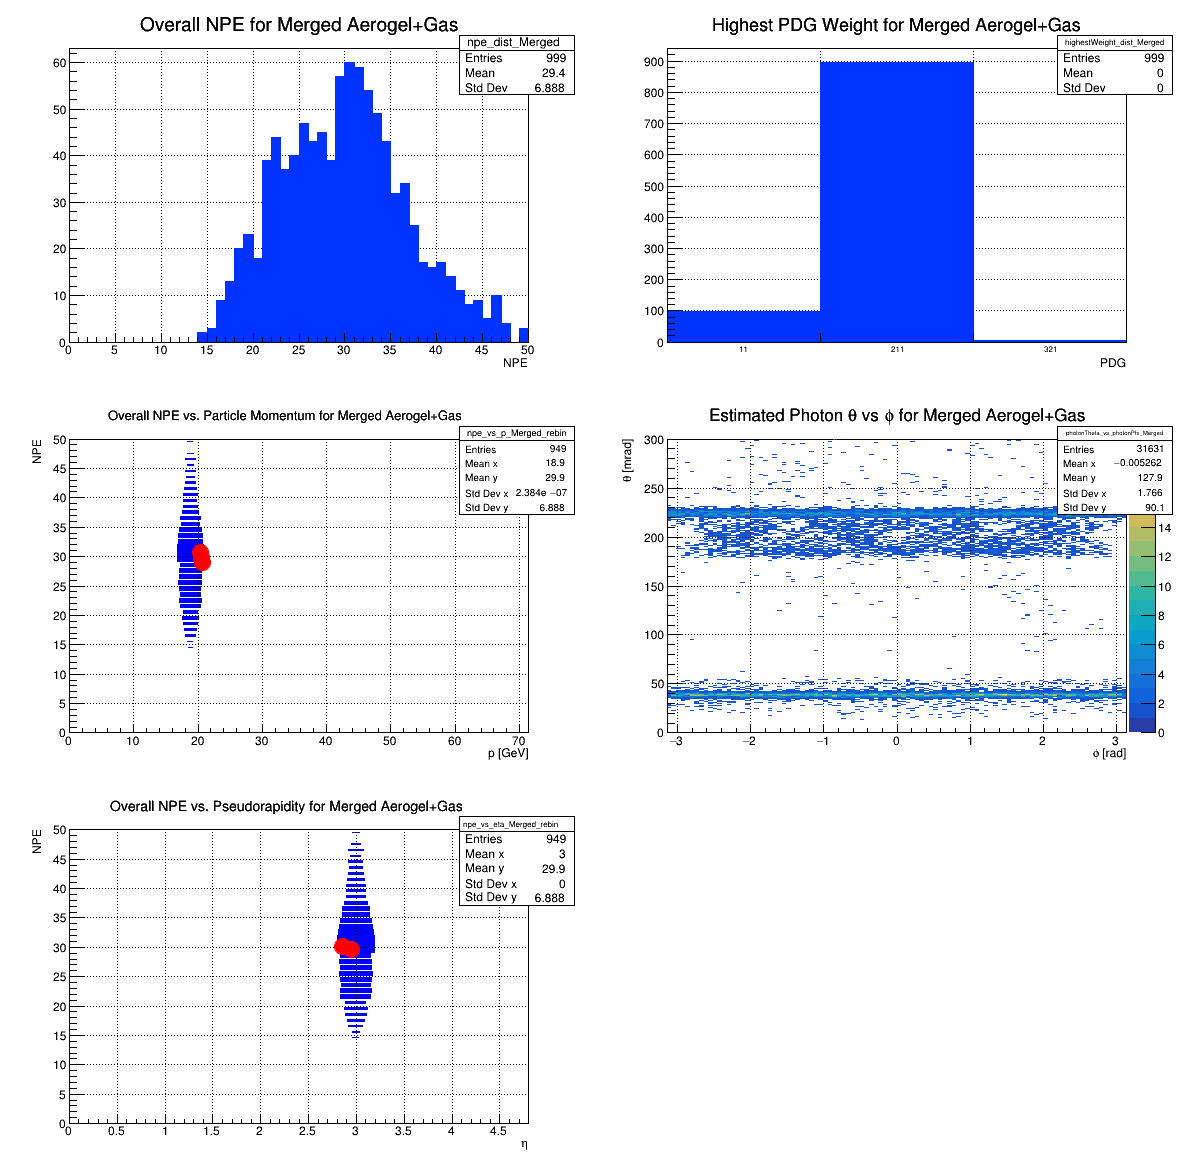 Overall NPE for Merged Aerogel+Gas
npe_dist_Merged
Entries 999
Mean 29.4
Std Dev 6.888
60
50
40
30
20
10
0
0 5 10 15 20 25 30 35 40 45 50
NPE
Highest PDG Weight for Merged Aerogel+Gas
highestWeight_dist_Merged
Entries 999
Mean 0
Std Dev 0
900
800
700
600
500
400
300
200
100
0
11 211 321
PDG
Overall NPE vs. Particle Momentum for Merged Aerogel+Gas
npe_vs_p_Merged_rebin
Entries 949
Mean x 18.9
Mean y 29.9
Std Dev x 2.384e −07
Std Dev y 6.888
NPE
50
45
40
35
30
25
20
15
10
5
0
0 10 20 30 40 50 60 70
p [GeV]
Estimated Photon θ vs ϕ for Merged Aerogel+Gas
photonTheta_vs_photonPhi_Merged
Entries 31631
Mean x −0.005262
Mean y 127.9
Std Dev x 1.766
Std Dev y 90.1
θ [mrad]
300
250
200
150
100
50
0
−3 −2 −1 0 1 2 3
ϕ [rad]
14
12
10
8
6
4
2
0
Overall NPE vs. Pseudorapidity for Merged Aerogel+Gas
npe_vs_eta_Merged_rebin
Entries 949
Mean x 3
Mean y 29.9
Std Dev x 0
Std Dev y 6.888
NPE
50
45
40
35
30
25
20
15
10
5
0
0 0.5 1 1.5 2 2.5 3 3.5 4 4.5
η